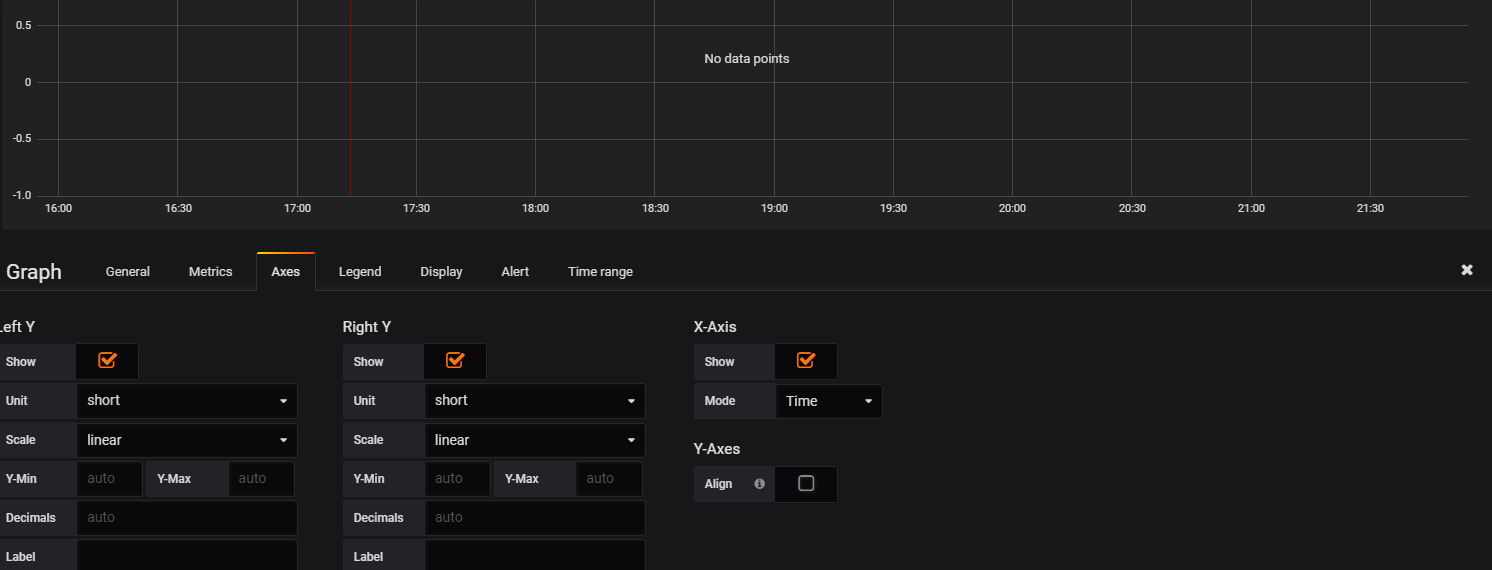 0.5
No data points
0
-0.5
-1.0
16:00 16:30 17:00 17:30 18:00 18:30 19:00 19:30 20:00 20:30 21:00 21:30
Graph General Metrics Axes Legend Display Alert Time range
Left Y Right Y X-Axis
Show Show Show
Unit short Unit short Mode Time
Scale linear Scale linear
Y-Axes
Y-Min auto Y-Max auto Y-Min auto Y-Max auto Align
Decimals auto Decimals auto
Label Label